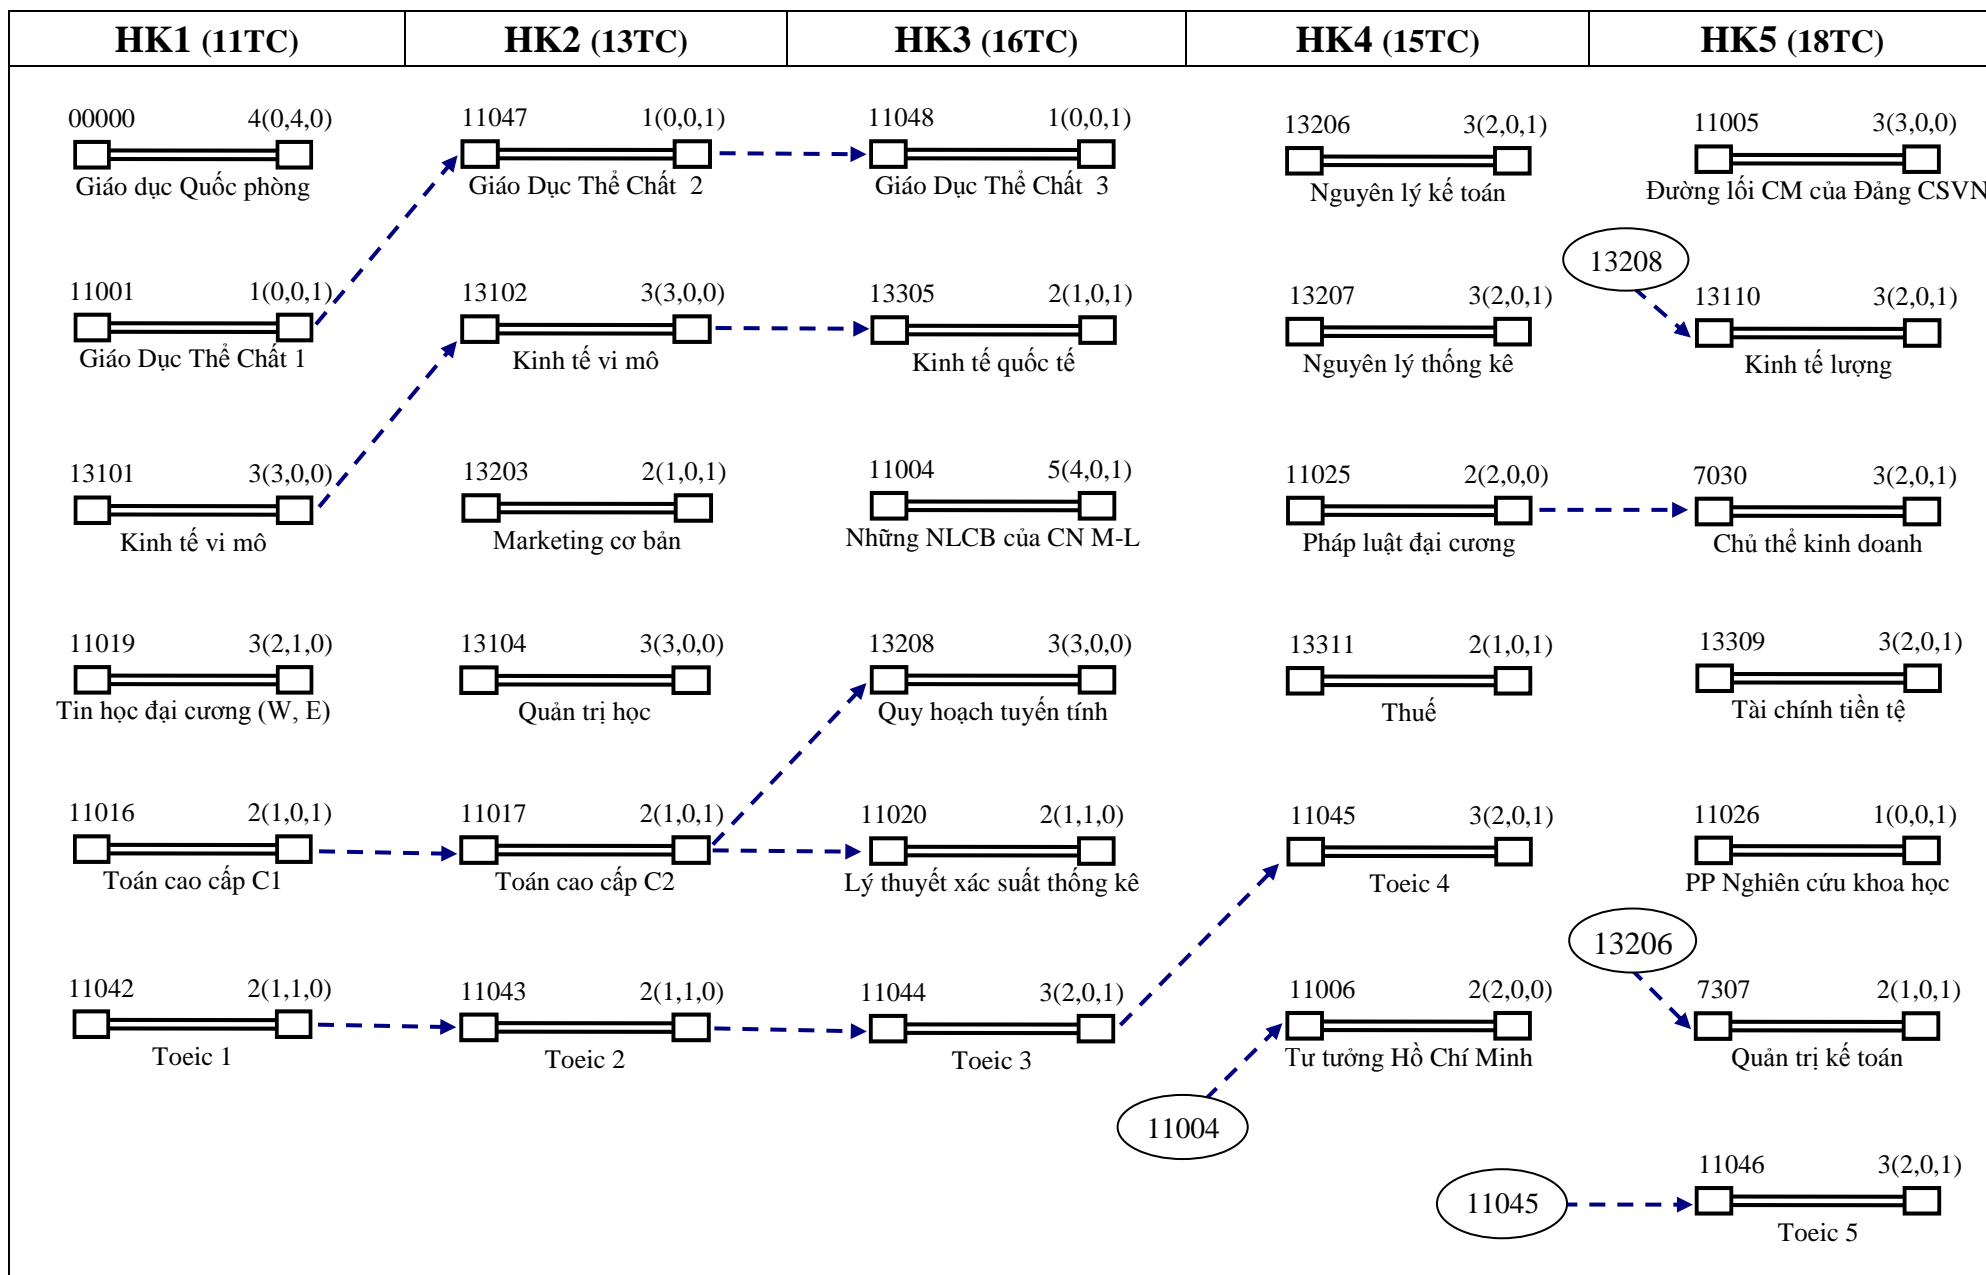 HK1 (11TC) HK2 (13TC) HK3 (16TC) HK4 (15TC) HK5 (18TC)
00000 4(0,4,0) 11047 1(0,0,1) 11048 1(0,0,1) 13206 3(2,0,1) 11005 3(3,0,0)
Giáo dục Quốc phòng Giáo Dục Thể Chất 2 Giáo Dục Thể Chất 3 Nguyên lý kế toán Đường lối CM của Đảng CSVN
13208
11001 1(0,0,1) 13102 3(3,0,0) 13305 2(1,0,1) 13207 3(2,0,1) 13110 3(2,0,1)
Giáo Dục Thể Chất 1 Kinh tế vi mô Kinh tế quốc tế Nguyên lý thống kê Kinh tế lượng
13101 3(3,0,0) 13203 2(1,0,1) 11004 5(4,0,1) 11025 2(2,0,0) 7030 3(2,0,1)
Kinh tế vi mô Marketing cơ bản Những NLCB của CN M-L Pháp luật đại cương Chủ thể kinh doanh
11019 3(2,1,0) 13104 3(3,0,0) 13208 3(3,0,0) 13311 2(1,0,1) 13309 3(2,0,1)
Tin học đại cương (W, E) Quản trị học Quy hoạch tuyến tính Thuế Tài chính tiền tệ
11016 2(1,0,1) 11017 2(1,0,1) 11020 2(1,1,0) 11045 3(2,0,1) 11026 1(0,0,1)
Toán cao cấp C1 Toán cao cấp C2 Lý thuyết xác suất thống kê Toeic 4 PP Nghiên cứu khoa học
13206
11042 2(1,1,0) 11043 2(1,1,0) 11044 3(2,0,1) 11006 2(2,0,0) 7307 2(1,0,1)
Toeic 1 Toeic 2 Toeic 3 Tư tưởng Hồ Chí Minh Quản trị kế toán
11004
11046 3(2,0,1)
11045
Toeic 5